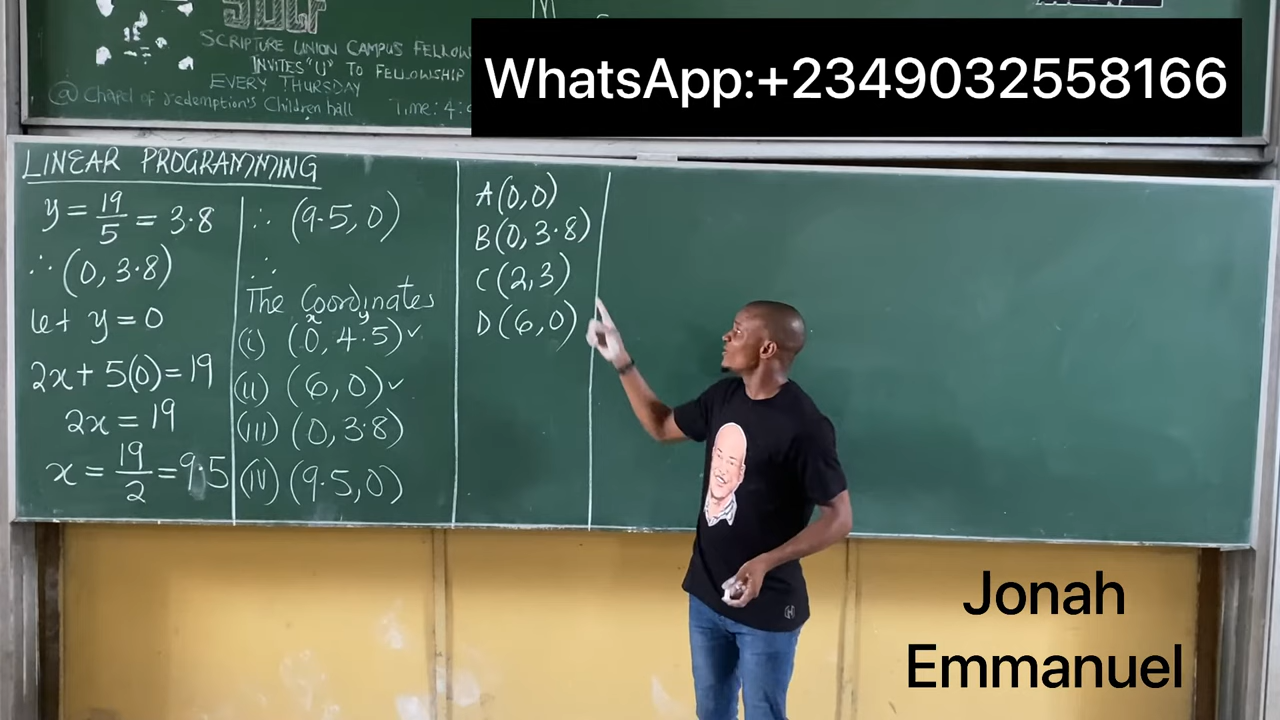 SULF
SCRIPTURE UNION CAMPUS FELLOW
INVITES "U" TO FELLOWSHIP
EVERY THURSDAY
@ Chapel of redemption's Children hall Time: 4:
WhatsApp:+2349032558166
LINEAR PROGRAMMING
y = 19/5 = 3.8
∴ (0, 3.8)
let y = 0
2x + 5(0) = 19
2x = 19
x = 19/2 = 9.5
∴ (9.5, 0)
∴
The Coordinates
x y
(i) (0, 4.5) ✓
(ii) (6, 0) ✓
(iii) (0, 3.8)
(iv) (9.5, 0)
A(0, 0)
B(0, 3.8)
C(2, 3)
D(6, 0)
Jonah
Emmanuel